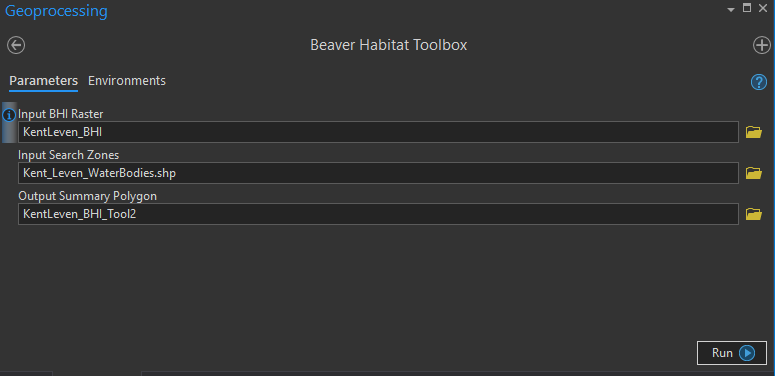 Geoprocessing
Beaver Habitat Toolbox
Parameters Environments
?
Input BHI Raster
KentLeven_BHI
Input Search Zones
Kent_Leven_WaterBodies.shp
Output Summary Polygon
KentLeven_BHI_Tool2
Run